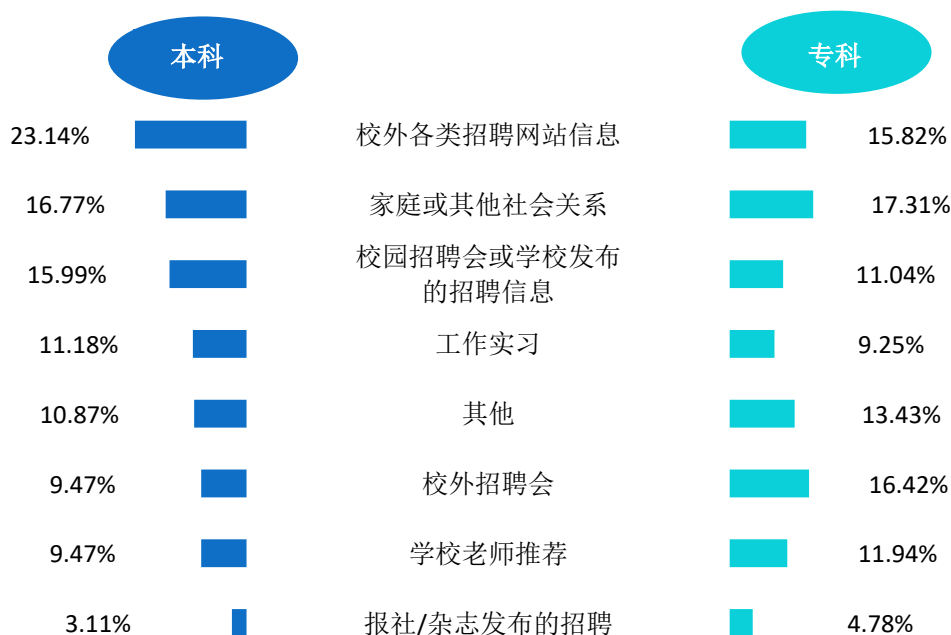 本科 专科
23.14% 校外各类招聘网站信息 15.82%
16.77% 家庭或其他社会关系 17.31%
校园招聘会或学校发布
15.99% 的招聘信息 11.04%
11.18% 工作实习 9.25%
10.87% 其他 13.43%
9.47% 校外招聘会 16.42%
9.47% 学校老师推荐 11.94%
3.11% 报社/杂志发布的招聘 4.78%